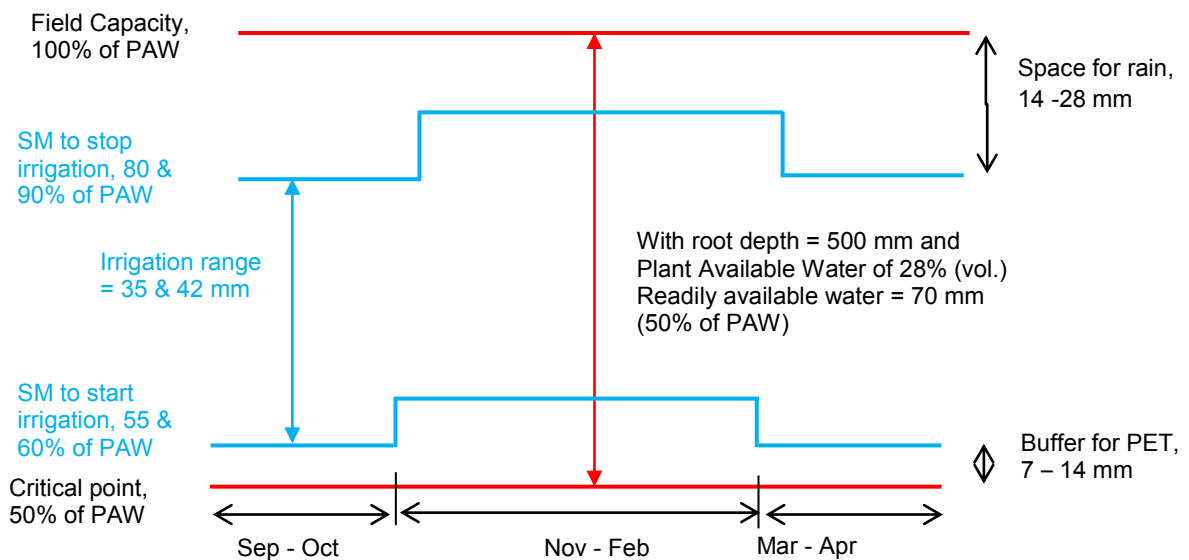 Field Capacity,
100% of PAW
Space for rain,
14 -28 mm
SM to stop
irrigation, 80 &
90% of PAW
With root depth = 500 mm and
Plant Available Water of 28% (vol.)
Readily available water = 70 mm
(50% of PAW)
Irrigation range
= 35 & 42 mm
SM to start
irrigation, 55 &
60% of PAW
Buffer for PET,
7 – 14 mm
Critical point,
50% of PAW
Sep - Oct
Nov - Feb
Mar - Apr